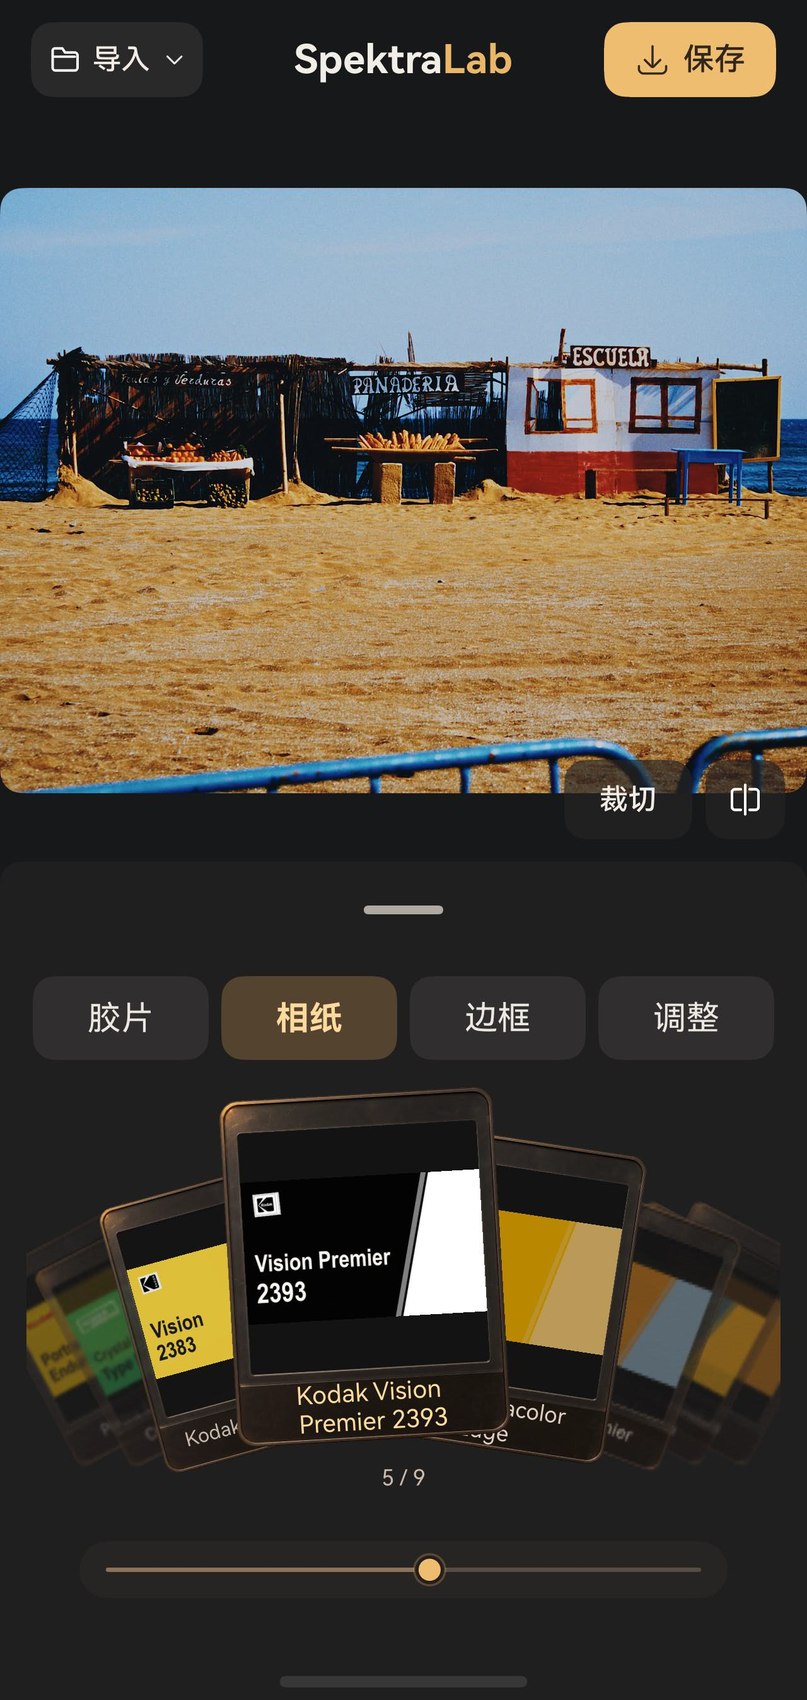 导入
SpektraLab
保存
Frutas y Verduras
PANADERIA
ESCUELA
裁切
胶片
相纸
边框
调整
Vision Premier
2393
Vision
2383
Kodak Vision
Premier 2393
Kodak
acolor
5 / 9